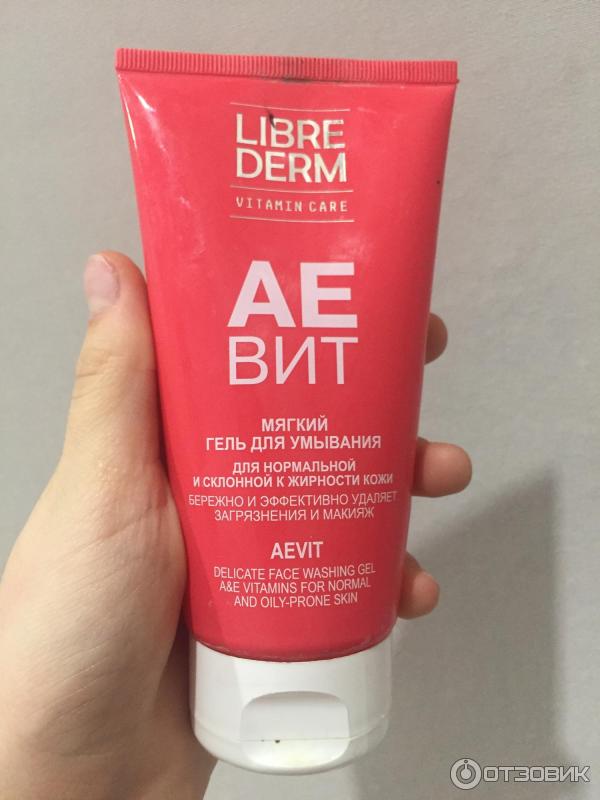 LIBRE
DERM
VITAMIN CARE
АЕ
ВИТ
МЯГКИЙ
ГЕЛЬ ДЛЯ УМЫВАНИЯ
ДЛЯ НОРМАЛЬНОЙ
И СКЛОННОЙ К ЖИРНОСТИ КОЖИ
БЕРЕЖНО И ЭФФЕКТИВНО УДАЛЯЕТ
ЗАГРЯЗНЕНИЯ И МАКИЯЖ
AEVIT
DELICATE FACE WASHING GEL
A&E VITAMINS FOR NORMAL
AND OILY-PRONE SKIN
ОТЗОВИК